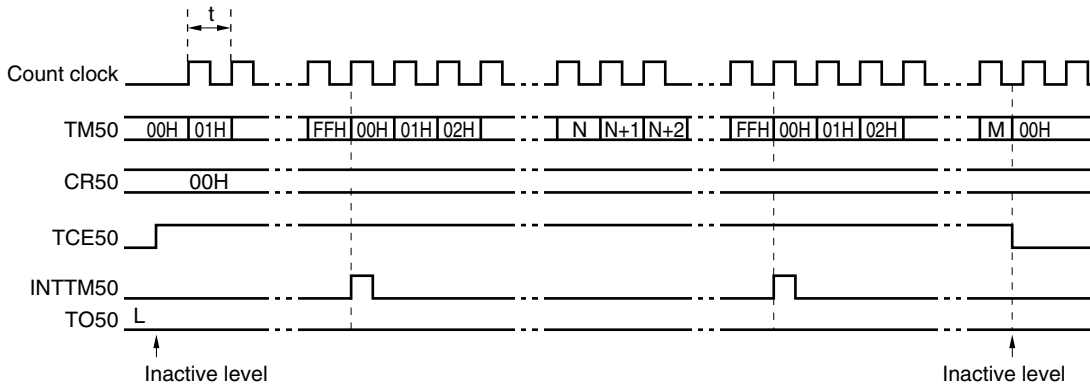 t
Count clock
TM50 00H 01H FFH 00H 01H 02H N N+1 N+2 FFH 00H 01H 02H M 00H
CR50 00H
TCE50
INTTM50
TO50 L
Inactive level Inactive level